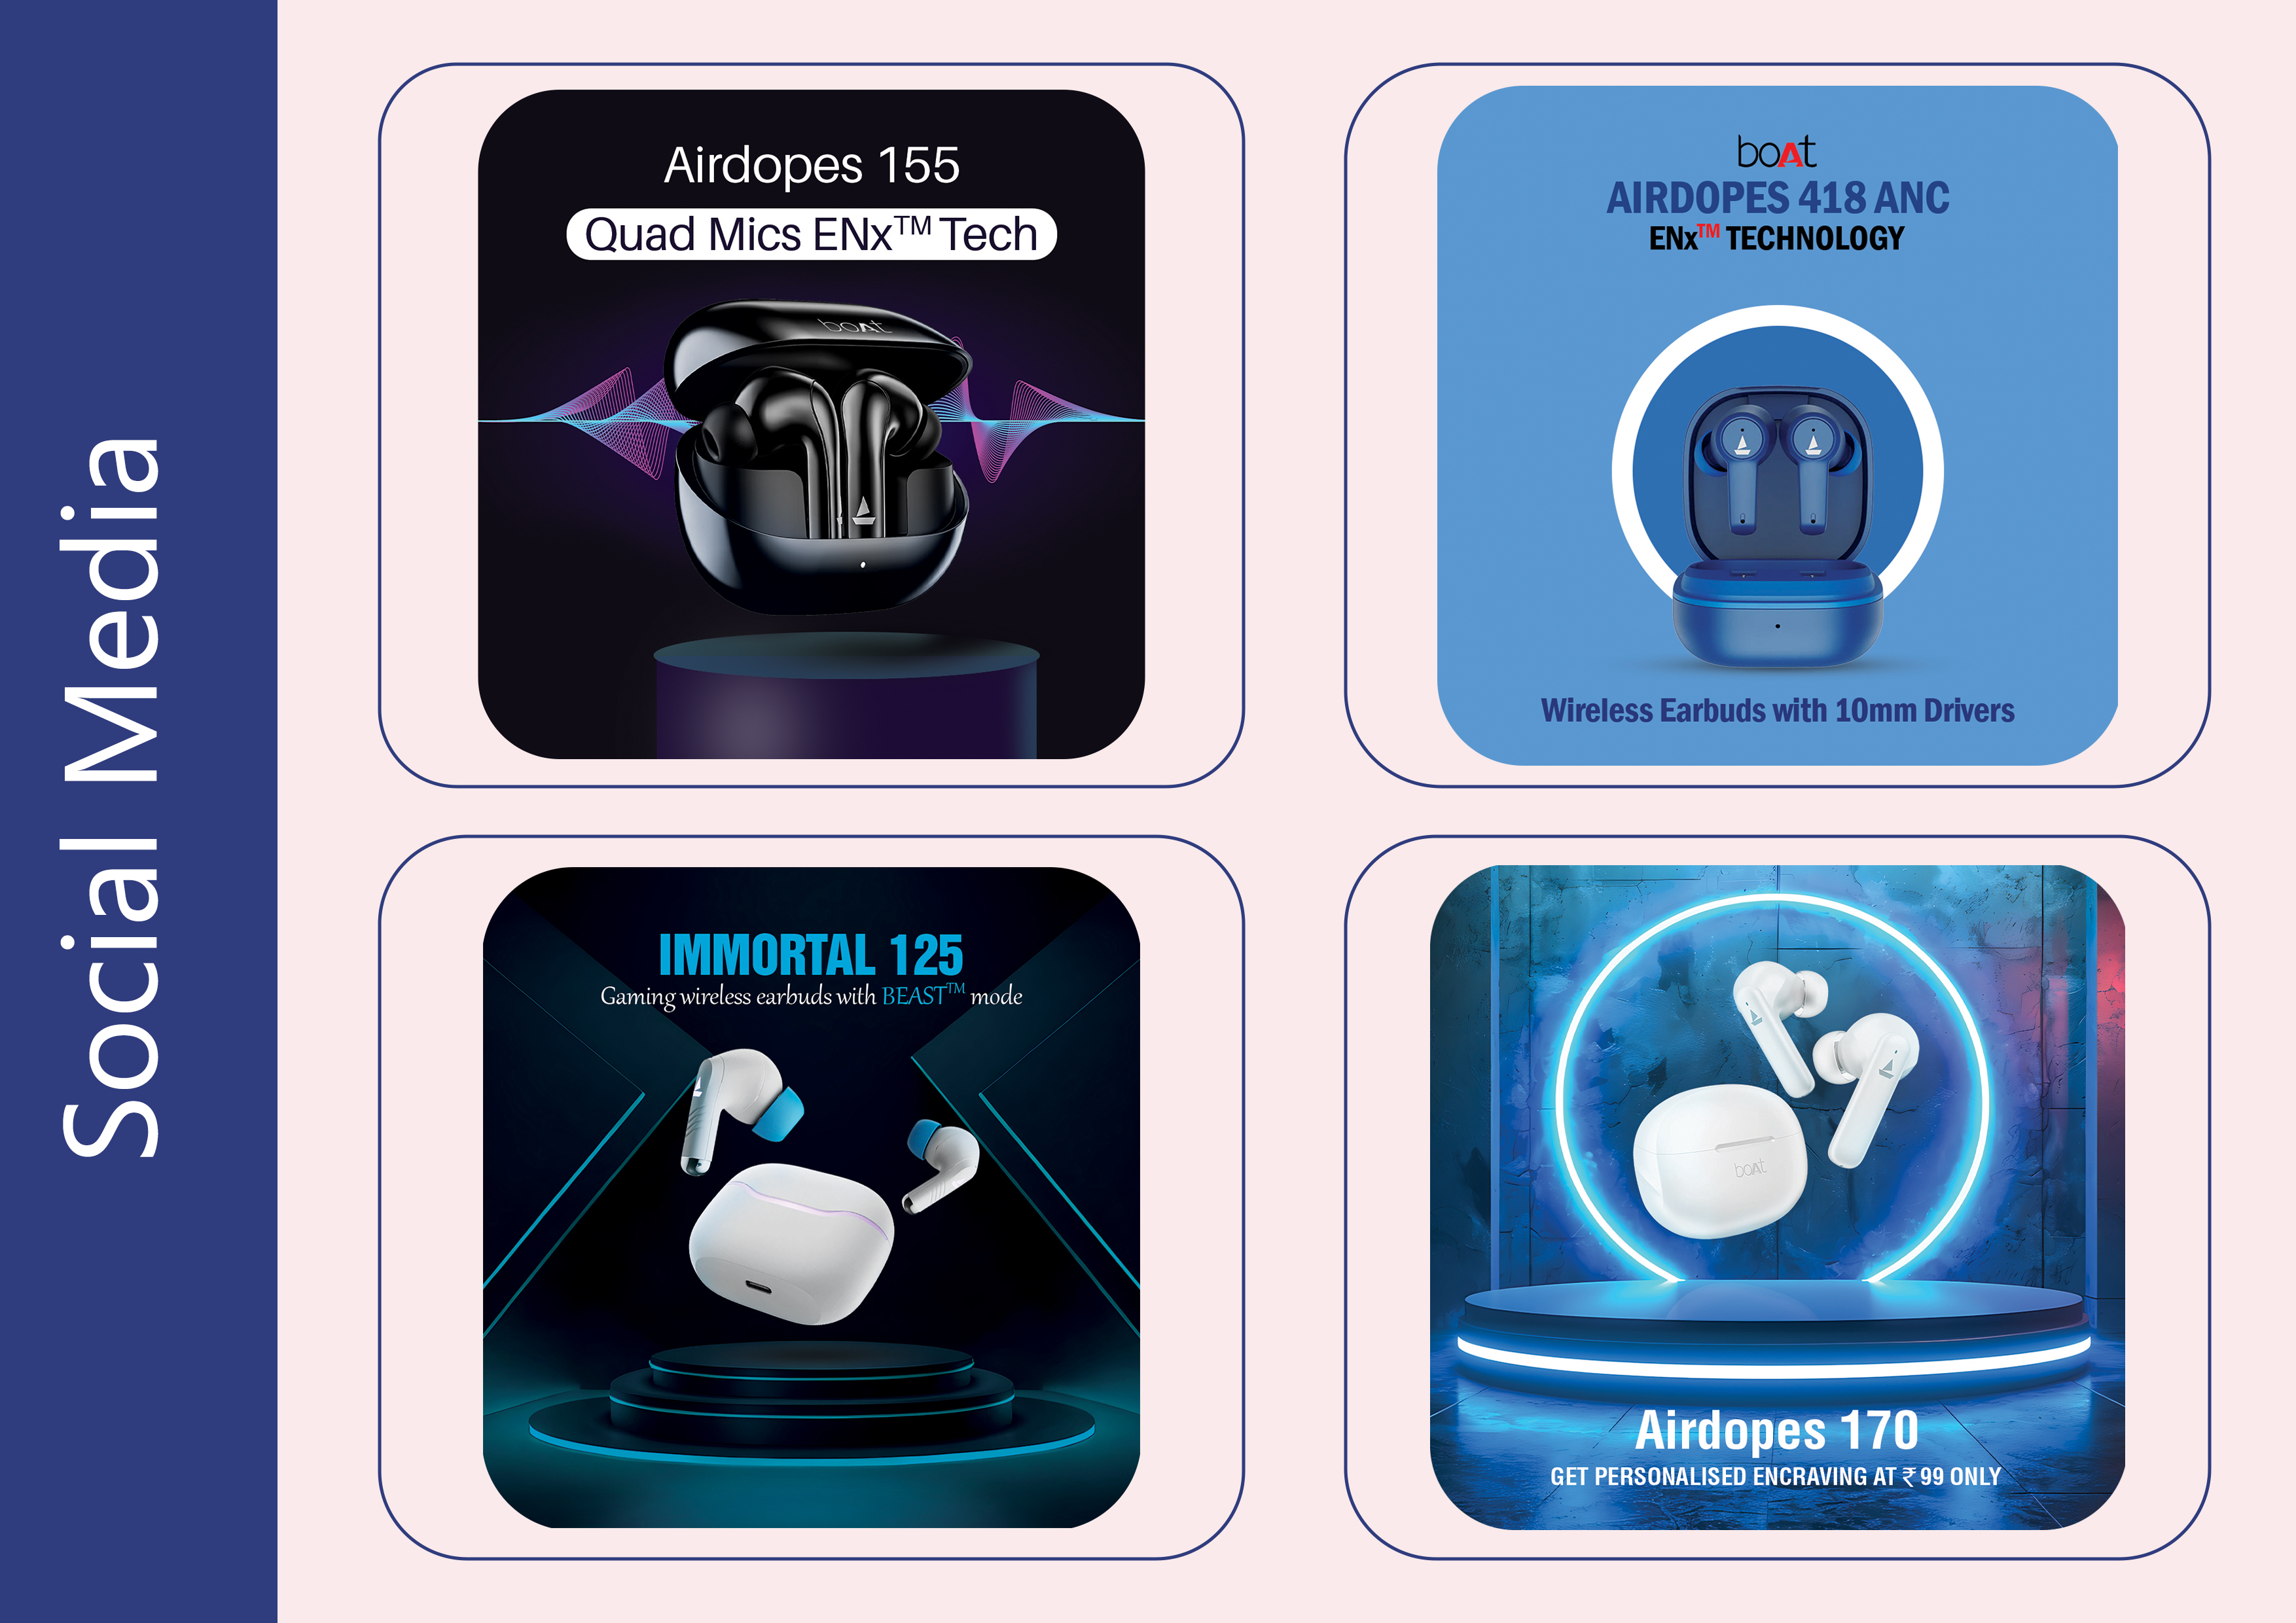 Social Media
Airdopes 155
Quad Mics ENx™ Tech
boAt
boAt
AIRDOPES 418 ANC
ENx™ TECHNOLOGY
Wireless Earbuds with 10mm Drivers
IMMORTAL 125
Gaming wireless earbuds with BEAST™ mode
boAt
Airdopes 170
GET PERSONALISED ENCRAVING AT ₹ 99 ONLY